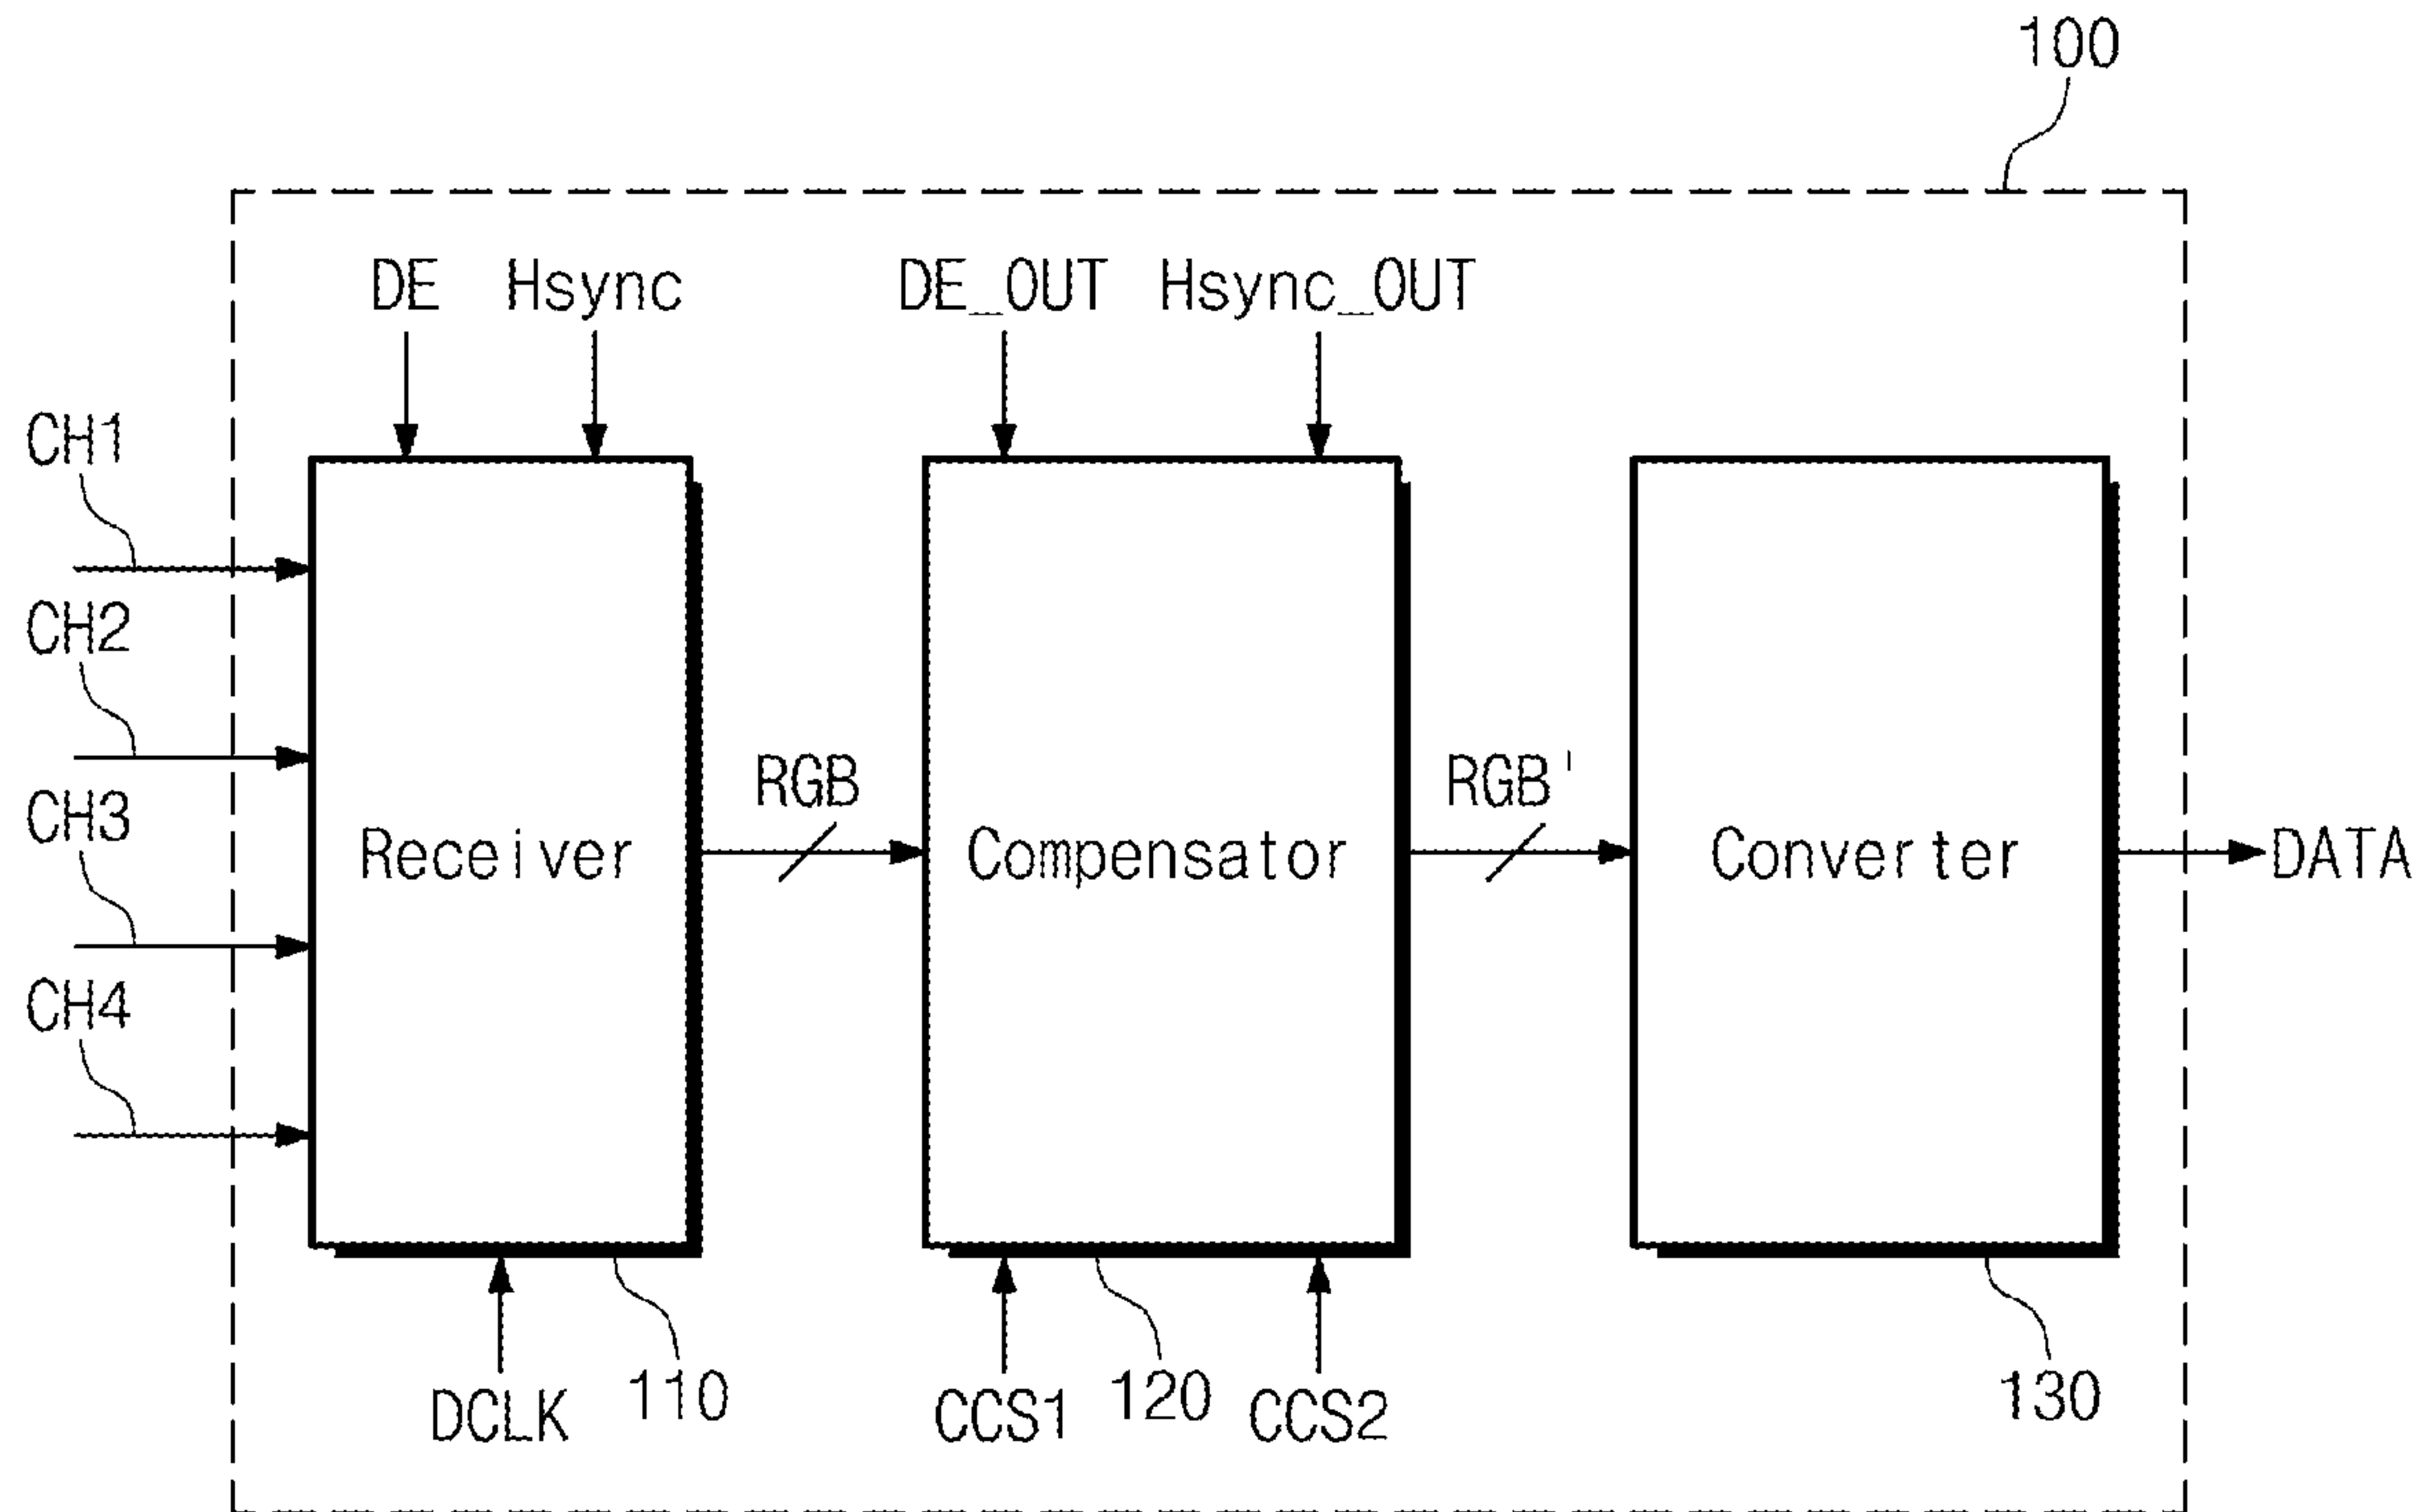 100
DE Hsync DE_OUT Hsync_OUT
CH1
CH2
RGB RGB'
CH3
Receiver Compensator Converter DATA
CH4
DCLK 110 CCS1 120 CCS2 130